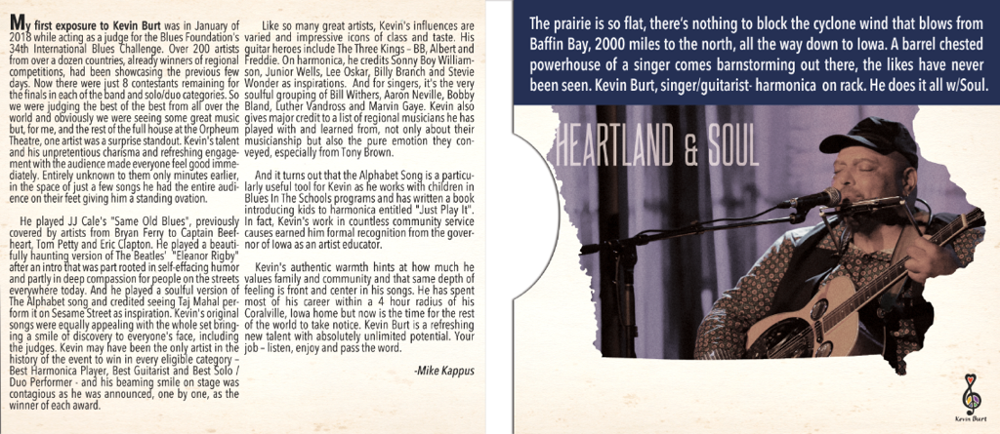 My first exposure to Kevin Burt was in January of
2018 while acting as a judge for the Blues Foundation's
34th International Blues Challenge. Over 200 artists
from over a dozen countries, already winners of regional
competitions, had been showcasing the previous few
days. Now there were just 8 contestants remaining for
the finals in each of the band and solo/duo categories. So
we were judging the best of the best from all over the
world and obviously we were seeing some great music
but, for me, and the rest of the full house at the Orpheum
Theatre, one artist was a surprise standout. Kevin's talent
and his unpretentious charisma and refreshing engage-
ment with the audience made everyone feel good imme-
diately. Entirely unknown to them only minutes earlier,
in the space of just a few songs he had the entire audi-
ence on their feet giving him a standing ovation.
He played JJ Cale's "Same Old Blues", previously
covered by artists from Bryan Ferry to Captain Beef-
heart, Tom Petty and Eric Clapton. He played a beauti-
fully haunting version of The Beatles' "Eleanor Rigby"
after an intro that was part rooted in self-effacing humor
and partly in deep compassion for people on the streets
everywhere today. And he played a soulful version of
The Alphabet song and credited seeing Taj Mahal per-
form it on Sesame Street as inspiration. Kevin's original
songs were equally appealing with the whole set bring-
ing a smile of discovery to everyone's face, including
the judges. Kevin may have been the only artist in the
history of the event to win in every eligible category –
Best Harmonica Player, Best Guitarist and Best Solo /
Duo Performer - and his beaming smile on stage was
contagious as he was announced, one by one, as the
winner of each award.
Like so many great artists, Kevin's influences are
varied and impressive icons of class and taste. His
guitar heroes include The Three Kings – BB, Albert and
Freddie. On harmonica, he credits Sonny Boy William-
son, Junior Wells, Lee Oskar, Billy Branch and Stevie
Wonder as inspirations. And for singers, it's the very
soulful grouping of Bill Withers, Aaron Neville, Bobby
Bland, Luther Vandross and Marvin Gaye. Kevin also
gives major credit to a list of regional musicians he has
played with and learned from, not only about their
musicianship but also the pure emotion they con-
veyed, especially from Tony Brown.
And it turns out that the Alphabet Song is a particu-
larly useful tool for Kevin as he works with children in
Blues In The Schools programs and has written a book
introducing kids to harmonica entitled "Just Play It".
In fact, Kevin's work in countless community service
causes earned him formal recognition from the gover-
nor of Iowa as an artist educator.
Kevin's authentic warmth hints at how much he
values family and community and that same depth of
feeling is front and center in his songs. He has spent
most of his career within a 4 hour radius of his
Coralville, Iowa home but now is the time for the rest
of the world to take notice. Kevin Burt is a refreshing
new talent with absolutely unlimited potential. Your
job – listen, enjoy and pass the word.
-Mike Kappus
The prairie is so flat, there's nothing to block the cyclone wind that blows from
Baffin Bay, 2000 miles to the north, all the way down to Iowa. A barrel chested
powerhouse of a singer comes barnstorming out there, the likes have never
been seen. Kevin Burt, singer/guitarist- harmonica on rack. He does it all w/Soul.
HEARTLAND & SOUL
Kevin Burt